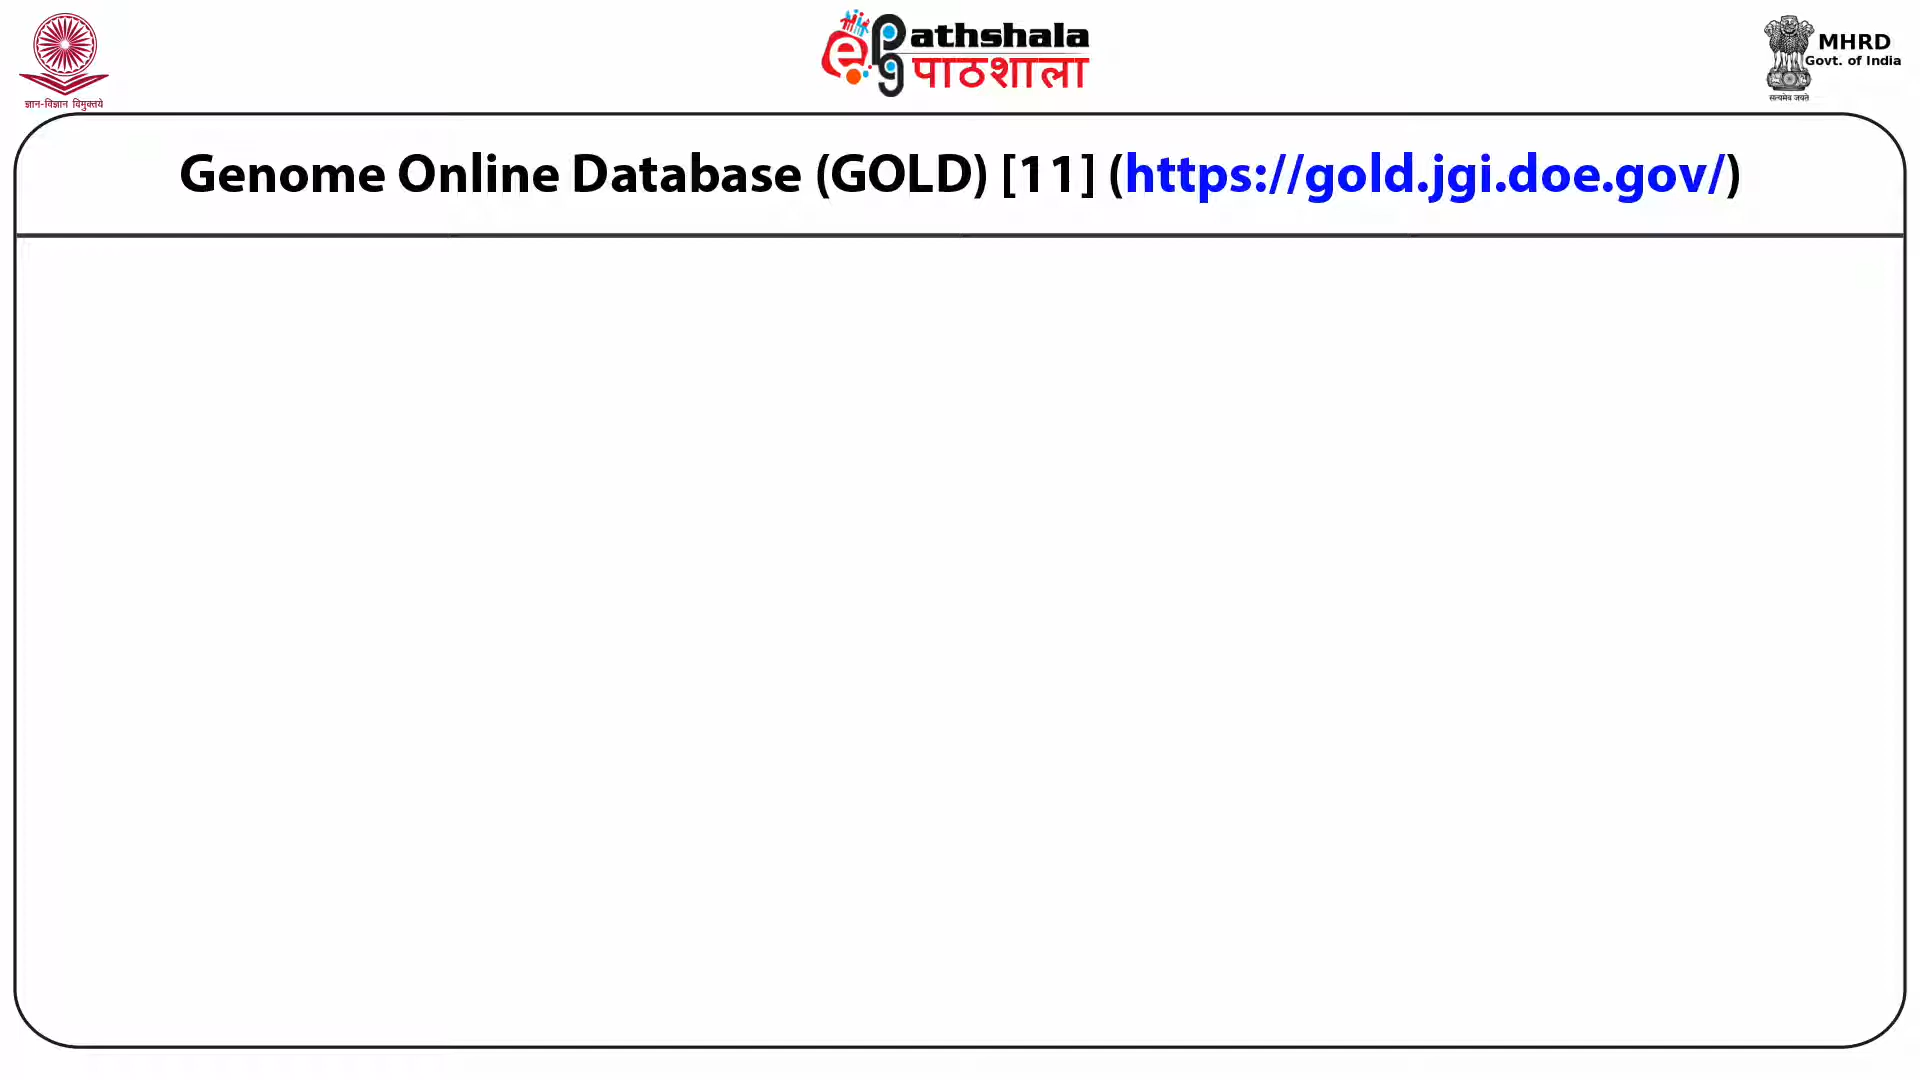 ज्ञान-विज्ञान विमुक्तये
ePG athshala
पाठशाला
MHRD
Govt. of India
सत्यमेव जयते
Genome Online Database (GOLD) [11] (https://gold.jgi.doe.gov/)